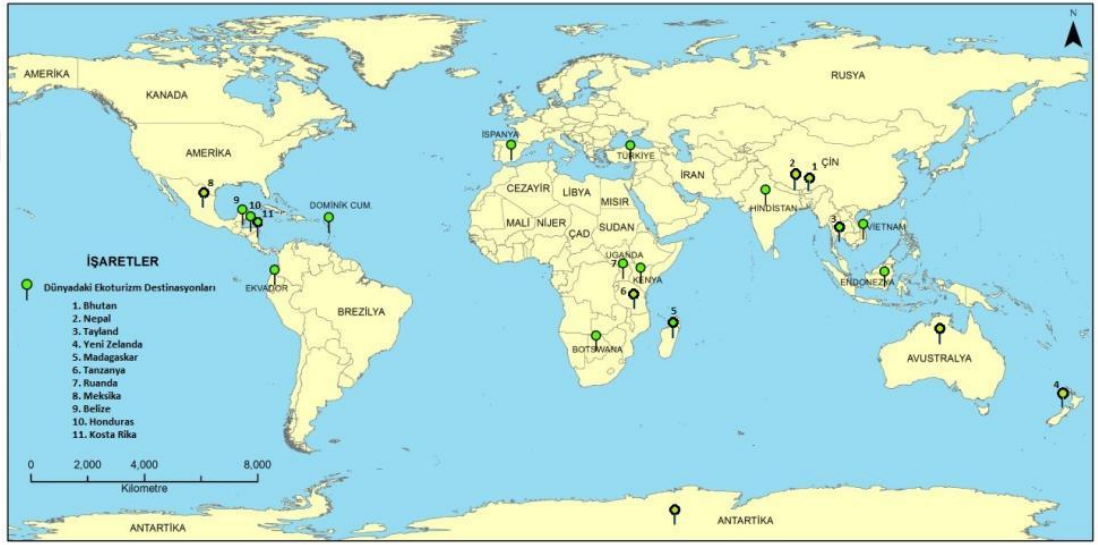 N
AMERİKA
KANADA
RUSYA
AMERİKA
İSPANYA
TÜRKİYE
İRAN
2
1
ÇİN
8
9
10
11
DOMİNİK CUM.
CEZAYİR
LİBYA
MISIR
HİNDİSTAN
MALİ
NİJER
ÇAD
SUDAN
3
VIETNAM
İŞARETLER
Dünyadaki Ekoturizm Destinasyonları
1. Bhutan
2. Nepal
3. Tayland
4. Yeni Zelanda
5. Madagaskar
6. Tanzanya
7. Ruanda
8. Meksika
9. Belize
10. Honduras
11. Kosta Rika
EKVADOR
BREZİLYA
UGANDA
7
KENYA
6
5
BOTSWANA
ENDONEZYA
AVUSTRALYA
4
0 2,000 4,000 8,000
Kilometre
ANTARTİKA
ANTARTİKA